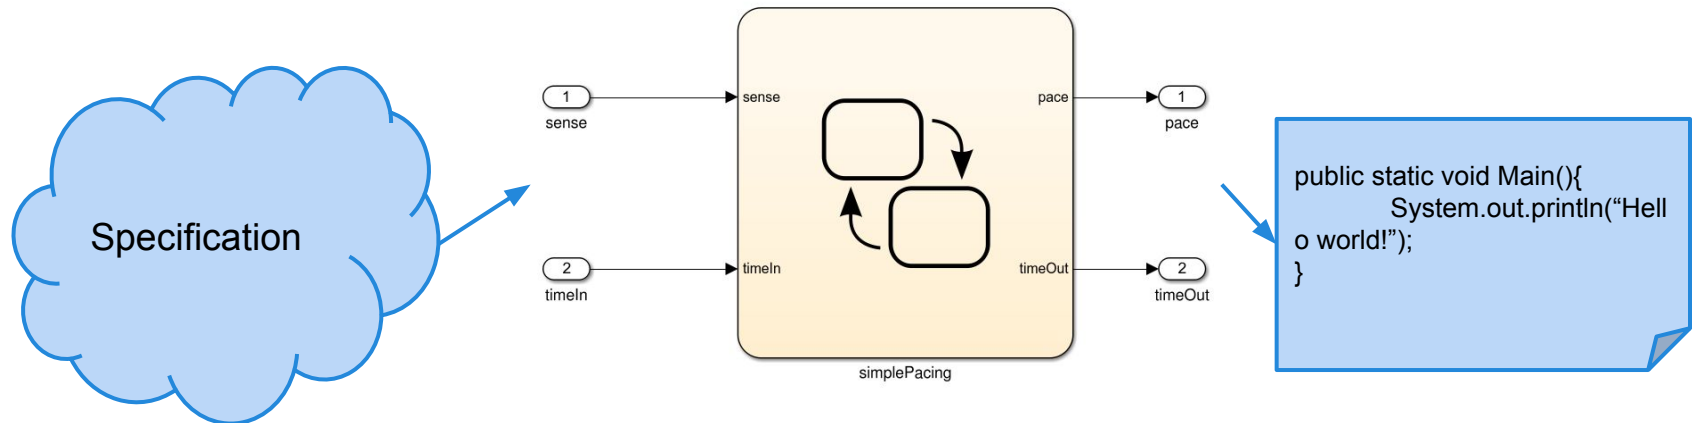 Specification
1
sense
2
timeIn
sense
timeIn
pace
timeOut
simplePacing
1
pace
2
timeOut
public static void Main(){
System.out.println(“Hell
o world!”);
}